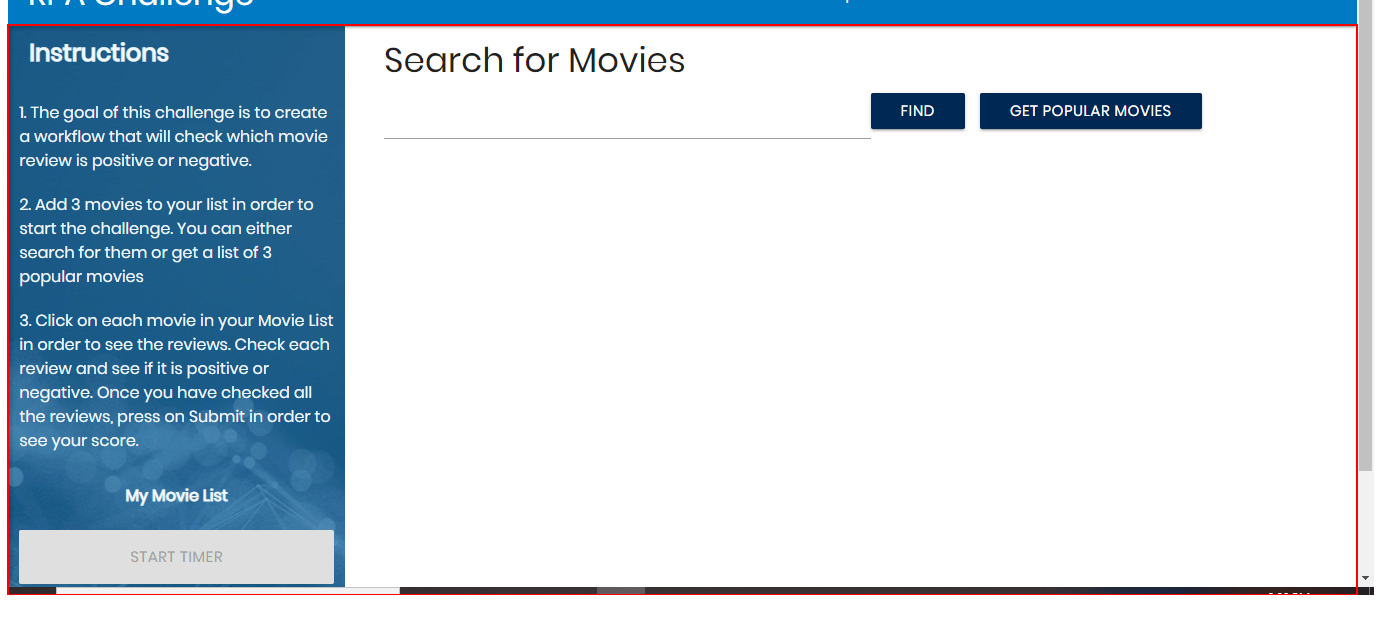 RPA Challenge
Instructions
1. The goal of this challenge is to create
a workflow that will check which movie
review is positive or negative.
2. Add 3 movies to your list in order to
start the challenge. You can either
search for them or get a list of 3
popular movies
3. Click on each movie in your Movie List
in order to see the reviews. Check each
review and see if it is positive or
negative. Once you have checked all
the reviews, press on Submit in order to
see your score.
My Movie List
START TIMER
Search for Movies
FIND
GET POPULAR MOVIES